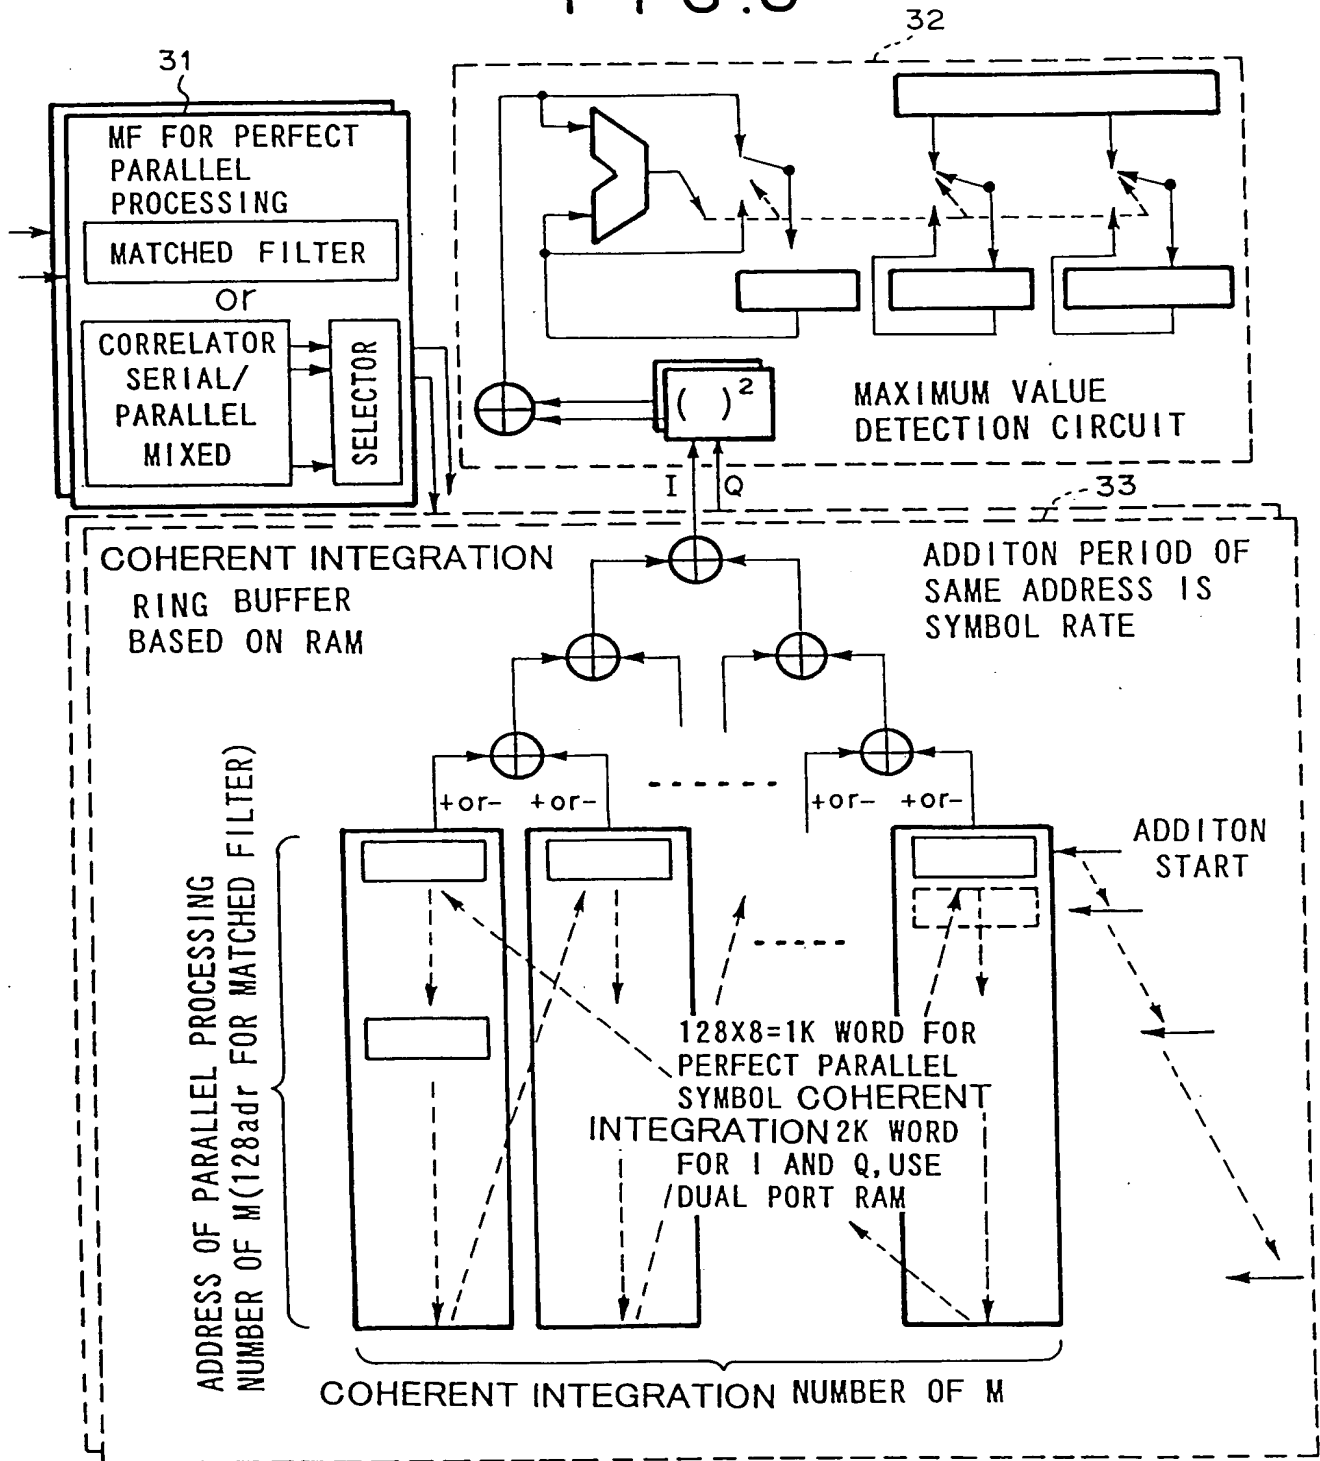 32
31
MF FOR PERFECT
PARALLEL
PROCESSING
MATCHED FILTER
or
CORRELATOR
SERIAL/
PARALLEL
MIXED
SELECTOR
( )2
MAXIMUM VALUE
DETECTION CIRCUIT
I Q
33
COHERENT INTEGRATION
RING BUFFER
BASED ON RAM
ADDITON PERIOD OF
SAME ADDRESS IS
SYMBOL RATE
+or- +or-
+or- +or-
ADDITON
START
ADDRESS OF PARALLEL PROCESSING
NUMBER OF M(128adr FOR MATCHED FILTER)
128X8=1K WORD FOR
PERFECT PARALLEL
SYMBOL COHERENT
INTEGRATION 2K WORD
FOR I AND Q,USE
DUAL PORT RAM
COHERENT INTEGRATION NUMBER OF M